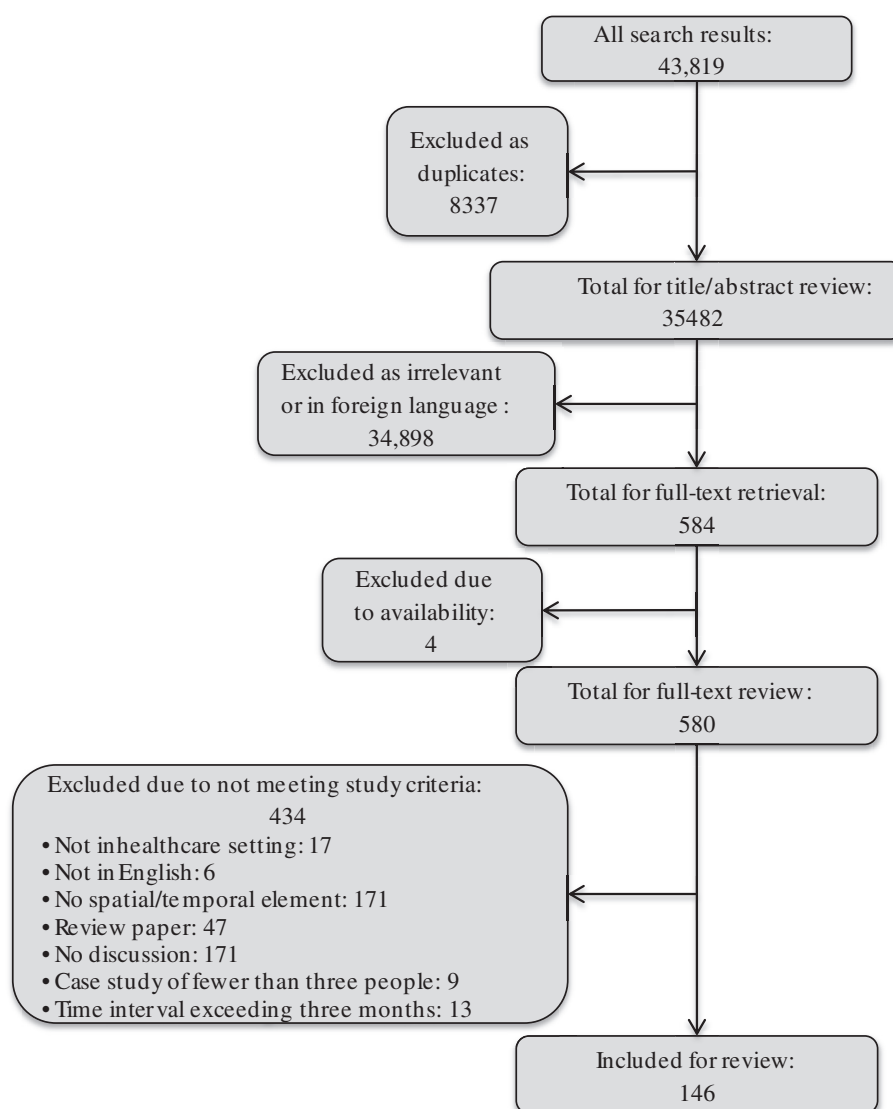 All search results:
43,819
Excluded as
duplicates:
8337
Total for title/abstract review:
35482
Excluded as irrelevant
or in foreign language :
34,898
Total for full-text retrieval:
584
Excluded due
to availability:
4
Total for full-text review:
580
Excluded due to not meeting study criteria:
434
• Not in healthcare setting: 17
• Not in English: 6
• No spatial/temporal element: 171
• Review paper: 47
• No discussion: 171
• Case study of fewer than three people: 9
• Time interval exceeding three months: 13
Included for review:
146